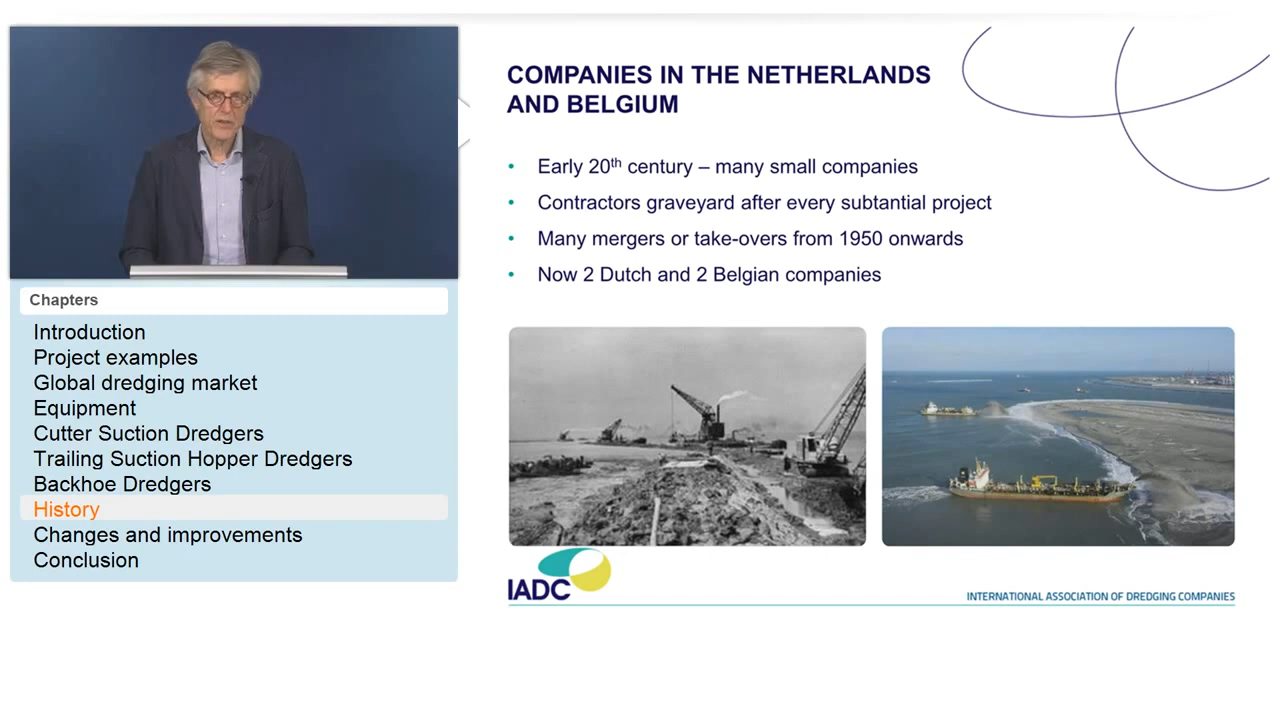 COMPANIES IN THE NETHERLANDS
AND BELGIUM
• Early 20th century – many small companies
• Contractors graveyard after every subtantial project
• Many mergers or take-overs from 1950 onwards
• Now 2 Dutch and 2 Belgian companies
Chapters
Introduction
Project examples
Global dredging market
Equipment
Cutter Suction Dredgers
Trailing Suction Hopper Dredgers
Backhoe Dredgers
History
Changes and improvements
Conclusion
IADC
INTERNATIONAL ASSOCIATION OF DREDGING COMPANIES